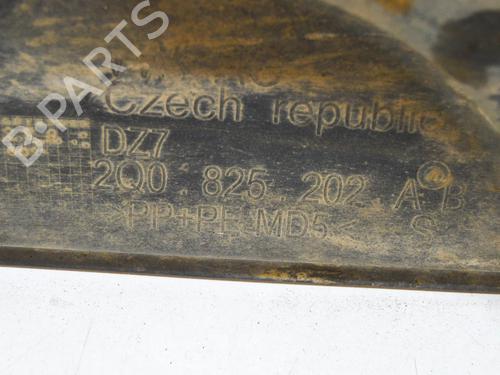 Czech republic
DZ7
2Q0 . 825 . 202 . A B
>PP+PE-MD5< S
B-PARTS